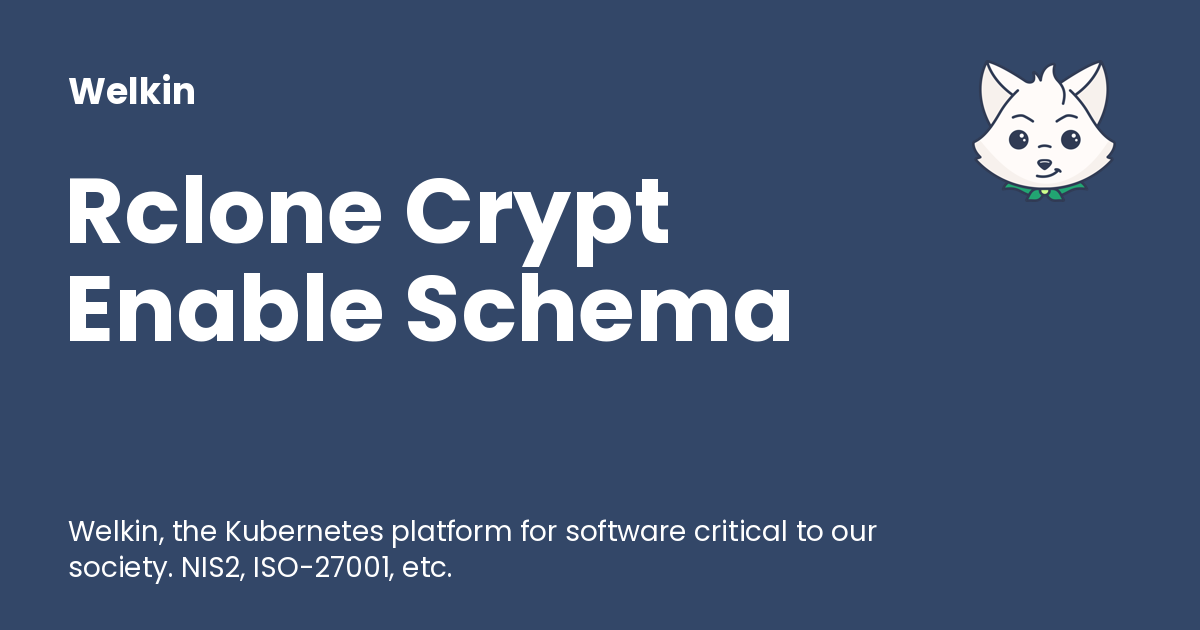 Welkin
Rclone Crypt
Enable Schema
Welkin, the Kubernetes platform for software critical to our
society. NIS2, ISO-27001, etc.